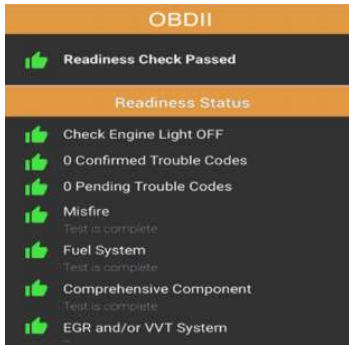 OBDII
Readiness Check Passed
Readiness Status
Check Engine Light OFF
0 Confirmed Trouble Codes
0 Pending Trouble Codes
Misfire
Test is complete
Fuel System
Test is complete
Comprehensive Component
Test is complete
EGR and/or VVT System